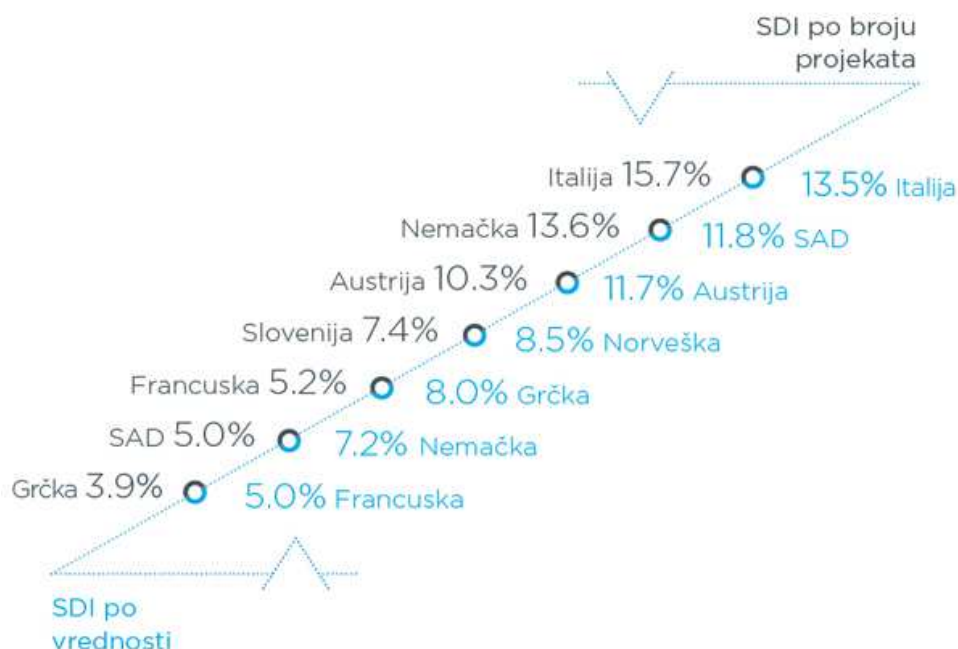 SDI po broju
projekata
Italija 15.7%
13.5% Italija
Nemačka 13.6%
11.8% SAD
Austrija 10.3%
11.7% Austrija
Slovenija 7.4%
8.5% Norveška
Francuska 5.2%
8.0% Grčka
SAD 5.0%
7.2% Nemačka
Grčka 3.9%
5.0% Francuska
SDI po
vrednosti